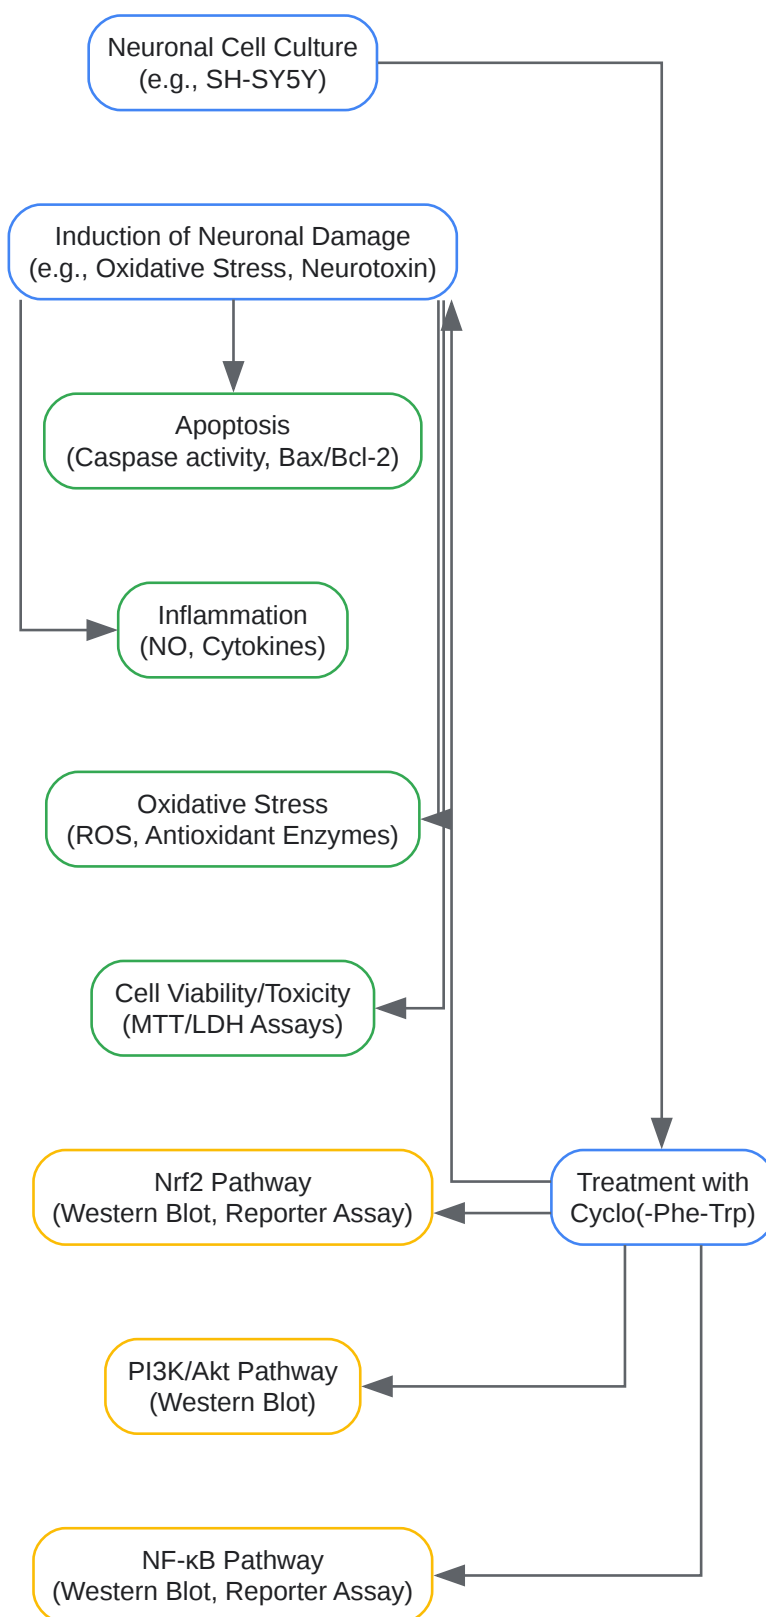 Neuronal Cell Culture
(e.g., SH-SY5Y)
Induction of Neuronal Damage
(e.g., Oxidative Stress, Neurotoxin)
Apoptosis
(Caspase activity, Bax/Bcl-2)
Inflammation
(NO, Cytokines)
Oxidative Stress
(ROS, Antioxidant Enzymes)
Cell Viability/Toxicity
(MTT/LDH Assays)
Nrf2 Pathway
(Western Blot, Reporter Assay)
Treatment with
Cyclo(-Phe-Trp)
PI3K/Akt Pathway
(Western Blot)
NF-κB Pathway
(Western Blot, Reporter Assay)